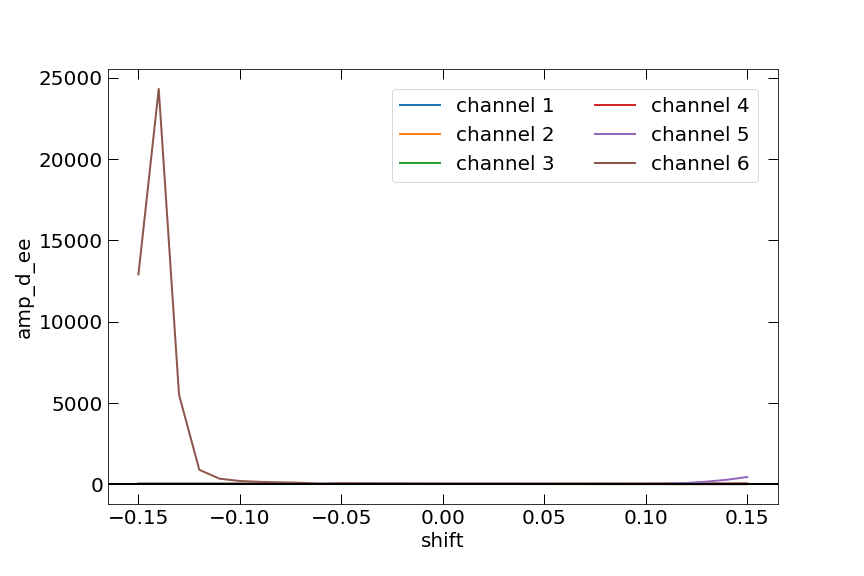 25000
20000
15000
10000
5000
0
amp_d_ee
channel 1
channel 2
channel 3
channel 4
channel 5
channel 6
−0.15 −0.10 −0.05 0.00 0.05 0.10 0.15
shift